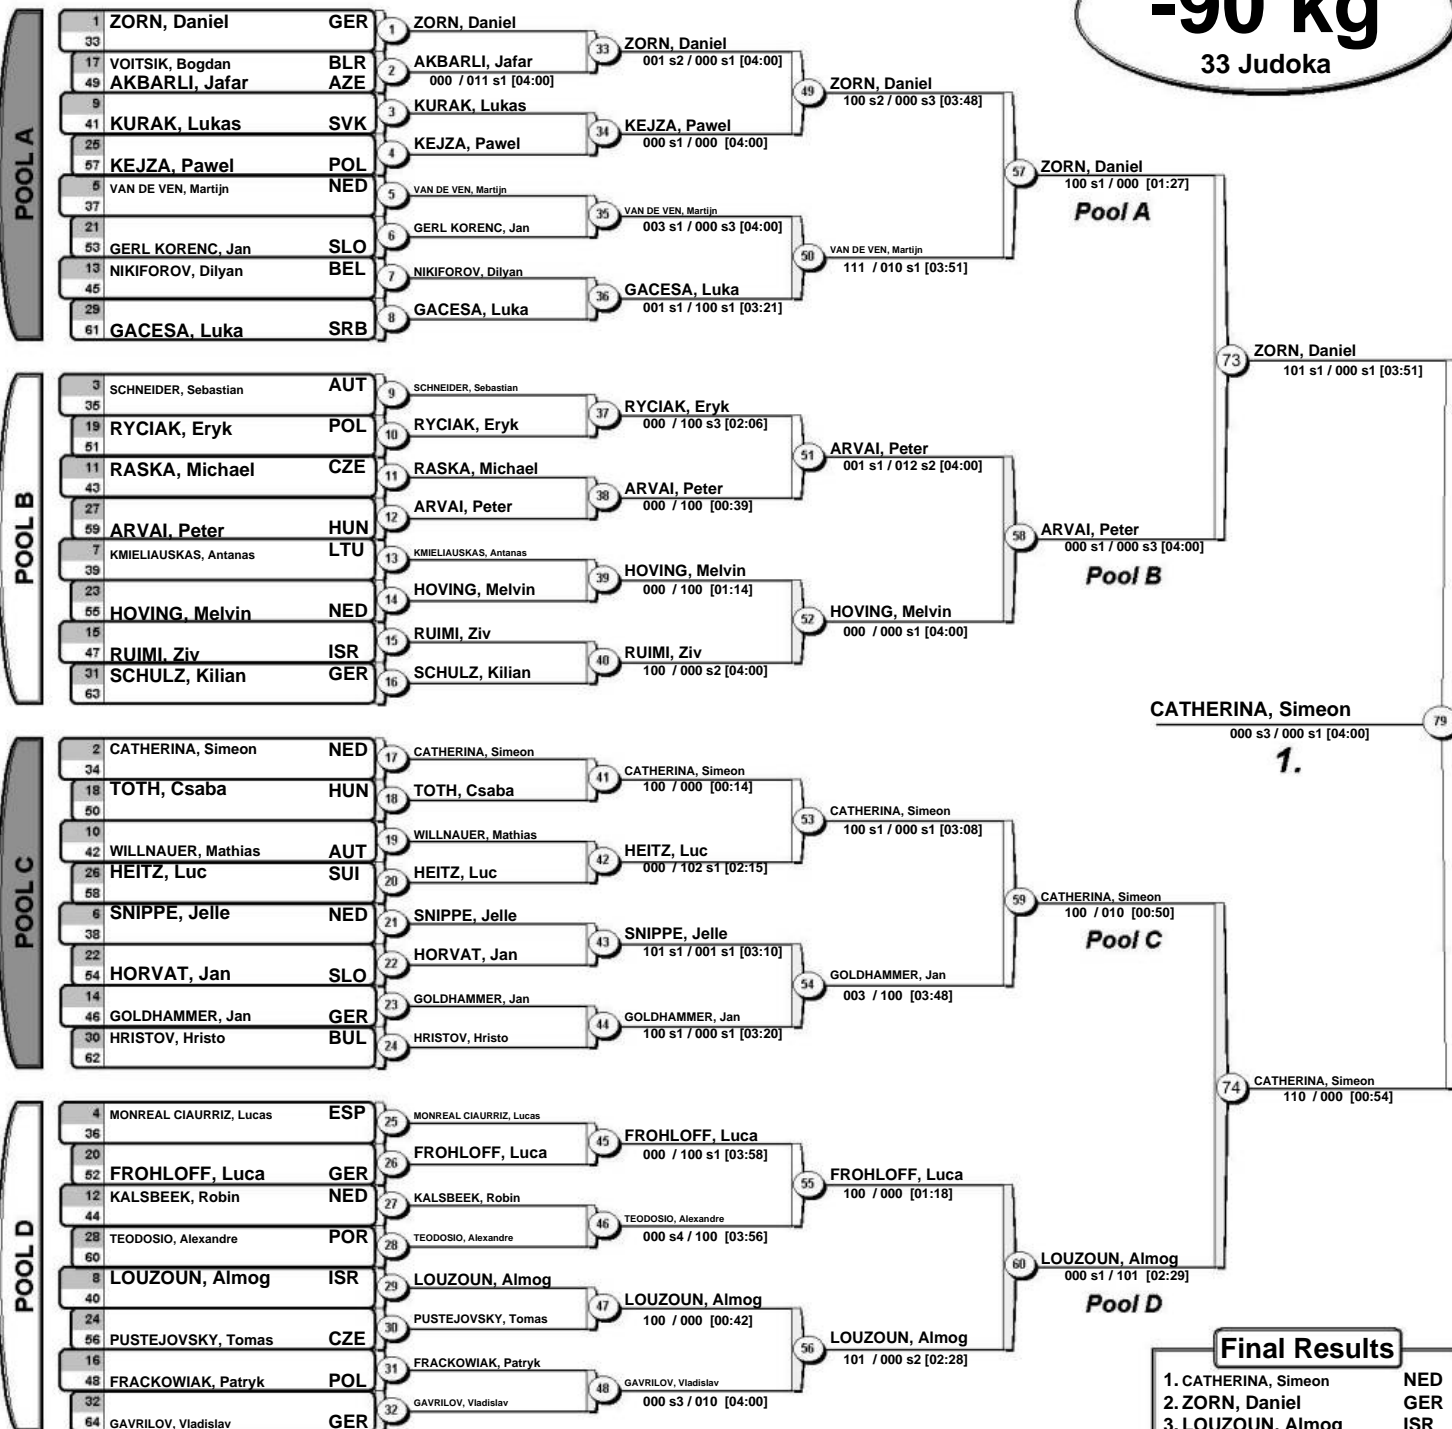 -90 kg
33 Judoka
POOL A
1 ZORN, Daniel GER
33
17 VOITSIK, Bogdan BLR
49 AKBARLI, Jafar AZE
9
41 KURAK, Lukas SVK
25
57 KEJZA, Pawel POL
5 VAN DE VEN, Martijn NED
37
21
53 GERL KORENC, Jan SLO
13 NIKIFOROV, Dilyan BEL
45
29
61 GACESA, Luka SRB
1 ZORN, Daniel
2 AKBARLI, Jafar
000 / 011 s1 [04:00]
3 KURAK, Lukas
4 KEJZA, Pawel
5 VAN DE VEN, Martijn
6 GERL KORENC, Jan
7 NIKIFOROV, Dilyan
8 GACESA, Luka
33 ZORN, Daniel
001 s2 / 000 s1 [04:00]
34 KEJZA, Pawel
000 s1 / 000 [04:00]
35 VAN DE VEN, Martijn
003 s1 / 000 s3 [04:00]
36 GACESA, Luka
001 s1 / 100 s1 [03:21]
49 ZORN, Daniel
100 s2 / 000 s3 [03:48]
50 VAN DE VEN, Martijn
111 / 010 s1 [03:51]
57 ZORN, Daniel
100 s1 / 000 [01:27]
Pool A
POOL B
3 SCHNEIDER, Sebastian AUT
35
19 RYCIAK, Eryk POL
51
11 RASKA, Michael CZE
43
27
59 ARVAI, Peter HUN
7 KMIELIAUSKAS, Antanas LTU
39
23
55 HOVING, Melvin NED
15
47 RUIMI, Ziv ISR
31 SCHULZ, Kilian GER
63
9 SCHNEIDER, Sebastian
10 RYCIAK, Eryk
11 RASKA, Michael
12 ARVAI, Peter
13 KMIELIAUSKAS, Antanas
14 HOVING, Melvin
15 RUIMI, Ziv
16 SCHULZ, Kilian
37 RYCIAK, Eryk
000 / 100 s3 [02:06]
38 ARVAI, Peter
000 / 100 [00:39]
39 HOVING, Melvin
000 / 100 [01:14]
40 RUIMI, Ziv
100 / 000 s2 [04:00]
51 ARVAI, Peter
001 s1 / 012 s2 [04:00]
52 HOVING, Melvin
000 / 000 s1 [04:00]
58 ARVAI, Peter
000 s1 / 000 s3 [04:00]
Pool B
73 ZORN, Daniel
101 s1 / 000 s1 [03:51]
CATHERINA, Simeon 79
000 s3 / 000 s1 [04:00]
1.
POOL C
2 CATHERINA, Simeon NED
34
18 TOTH, Csaba HUN
50
10
42 WILLNAUER, Mathias AUT
26 HEITZ, Luc SUI
58
6 SNIPPE, Jelle NED
38
22
54 HORVAT, Jan SLO
14
46 GOLDHAMMER, Jan GER
30 HRISTOV, Hristo BUL
62
17 CATHERINA, Simeon
18 TOTH, Csaba
19 WILLNAUER, Mathias
20 HEITZ, Luc
21 SNIPPE, Jelle
22 HORVAT, Jan
23 GOLDHAMMER, Jan
24 HRISTOV, Hristo
41 CATHERINA, Simeon
100 / 000 [00:14]
42 HEITZ, Luc
000 / 102 s1 [02:15]
43 SNIPPE, Jelle
101 s1 / 001 s1 [03:10]
44 GOLDHAMMER, Jan
100 s1 / 000 s1 [03:20]
53 CATHERINA, Simeon
100 s1 / 000 s1 [03:08]
54 GOLDHAMMER, Jan
003 / 100 [03:48]
59 CATHERINA, Simeon
100 / 010 [00:50]
Pool C
POOL D
4 MONREAL CIAURRIZ, Lucas ESP
36
20
52 FROHLOFF, Luca GER
12 KALSBEEK, Robin NED
44
28 TEODOSIO, Alexandre POR
60
8 LOUZOUN, Almog ISR
40
24
56 PUSTEJOVSKY, Tomas CZE
16
48 FRACKOWIAK, Patryk POL
32
64 GAVRILOV, Vladislav GER
25 MONREAL CIAURRIZ, Lucas
26 FROHLOFF, Luca
27 KALSBEEK, Robin
28 TEODOSIO, Alexandre
29 LOUZOUN, Almog
30 PUSTEJOVSKY, Tomas
31 FRACKOWIAK, Patryk
32 GAVRILOV, Vladislav
45 FROHLOFF, Luca
000 / 100 s1 [03:58]
46 TEODOSIO, Alexandre
000 s4 / 100 [03:56]
47 LOUZOUN, Almog
100 / 000 [00:42]
48 GAVRILOV, Vladislav
000 s3 / 010 [04:00]
55 FROHLOFF, Luca
100 / 000 [01:18]
56 LOUZOUN, Almog
101 / 000 s2 [02:28]
60 LOUZOUN, Almog
000 s1 / 101 [02:29]
Pool D
74 CATHERINA, Simeon
110 / 000 [00:54]
Final Results
1. CATHERINA, Simeon NED
2. ZORN, Daniel GER
3. LOUZOUN, Almog ISR